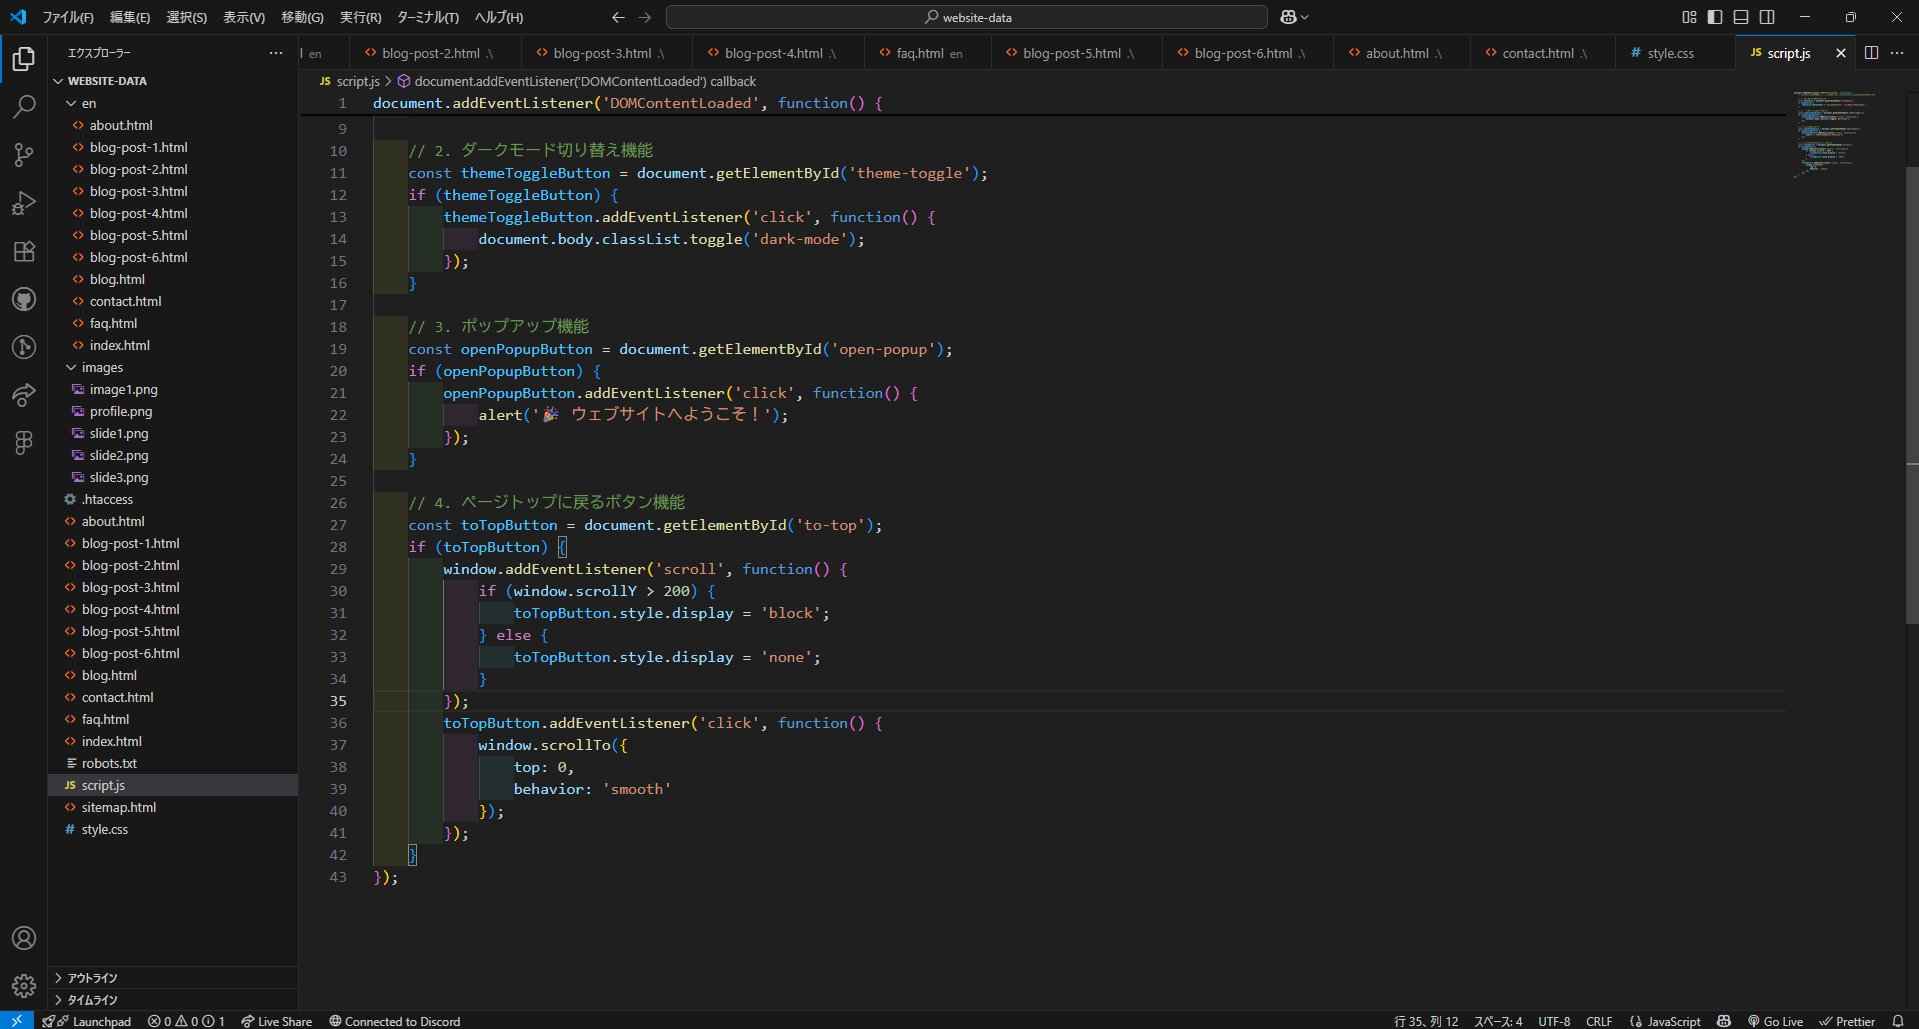 ファイル(F) 編集(E) 選択(S) 表示(V) 移動(G) 実行(R) ターミナル(T) ヘルプ(H)
website-data
エクスプローラー
WEBSITE-DATA
en
about.html
blog-post-1.html
blog-post-2.html
blog-post-3.html
blog-post-4.html
blog-post-5.html
blog-post-6.html
blog.html
contact.html
faq.html
index.html
images
image1.png
profile.png
slide1.png
slide2.png
slide3.png
.htaccess
about.html
blog-post-1.html
blog-post-2.html
blog-post-3.html
blog-post-4.html
blog-post-5.html
blog-post-6.html
blog.html
contact.html
faq.html
index.html
robots.txt
JS script.js
sitemap.html
# style.css
アウトライン
タイムライン
l en blog-post-2.html .\ blog-post-3.html .\ blog-post-4.html .\ faq.html en blog-post-5.html .\ blog-post-6.html .\ about.html .\ contact.html .\ # style.css JS script.js
JS script.js > document.addEventListener('DOMContentLoaded') callback
1 document.addEventListener('DOMContentLoaded', function() {
9
10 // 2. ダークモード切り替え機能
11 const themeToggleButton = document.getElementById('theme-toggle');
12 if (themeToggleButton) {
13 themeToggleButton.addEventListener('click', function() {
14 document.body.classList.toggle('dark-mode');
15 });
16 }
17
18 // 3. ポップアップ機能
19 const openPopupButton = document.getElementById('open-popup');
20 if (openPopupButton) {
21 openPopupButton.addEventListener('click', function() {
22 alert('🎉 ウェブサイトへようこそ！');
23 });
24 }
25
26 // 4. ページトップに戻るボタン機能
27 const toTopButton = document.getElementById('to-top');
28 if (toTopButton) {
29 window.addEventListener('scroll', function() {
30 if (window.scrollY > 200) {
31 toTopButton.style.display = 'block';
32 } else {
33 toTopButton.style.display = 'none';
34 }
35 });
36 toTopButton.addEventListener('click', function() {
37 window.scrollTo({
38 top: 0,
39 behavior: 'smooth'
40 });
41 });
42 }
43 });
Launchpad 0 0 1 Live Share Connected to Discord 行 35、列 12 スペース: 4 UTF-8 CRLF {} JavaScript Go Live Prettier